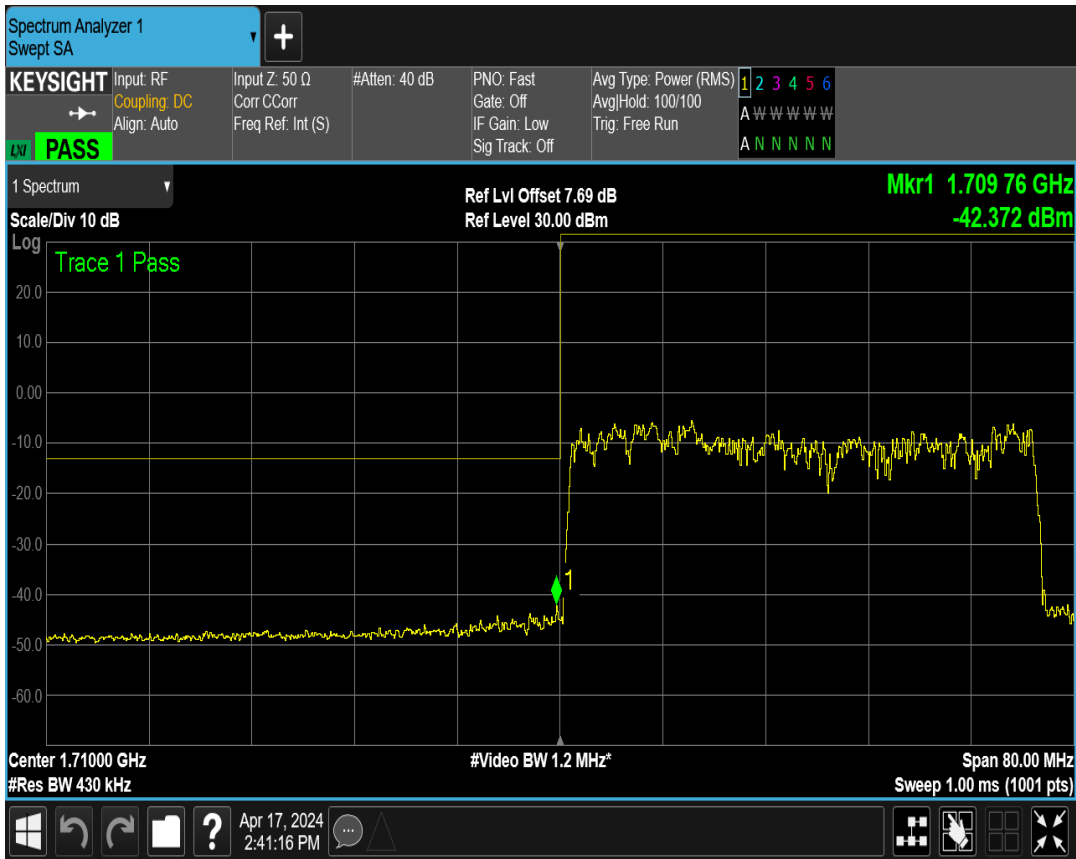 Spectrum Analyzer 1
Swept SA
+
KEYSIGHT
LXI PASS
Input: RF
Coupling: DC
Align: Auto
Input Z: 50 Ω
Corr CCorr
Freq Ref: Int (S)
#Atten: 40 dB
PNO: Fast
Gate: Off
IF Gain: Low
Sig Track: Off
Avg Type: Power (RMS)
Avg|Hold: 100/100
Trig: Free Run
1 2 3 4 5 6
A W W W W W
A N N N N N
1 Spectrum
Scale/Div 10 dB
Ref Lvl Offset 7.69 dB
Ref Level 30.00 dBm
Mkr1 1.709 76 GHz
-42.372 dBm
Log
Trace 1 Pass
20.0
10.0
0.00
-10.0
-20.0
-30.0
-40.0
-50.0
-60.0
1
Center 1.71000 GHz
#Res BW 430 kHz
#Video BW 1.2 MHz*
Span 80.00 MHz
Sweep 1.00 ms (1001 pts)
?
Apr 17, 2024
2:41:16 PM